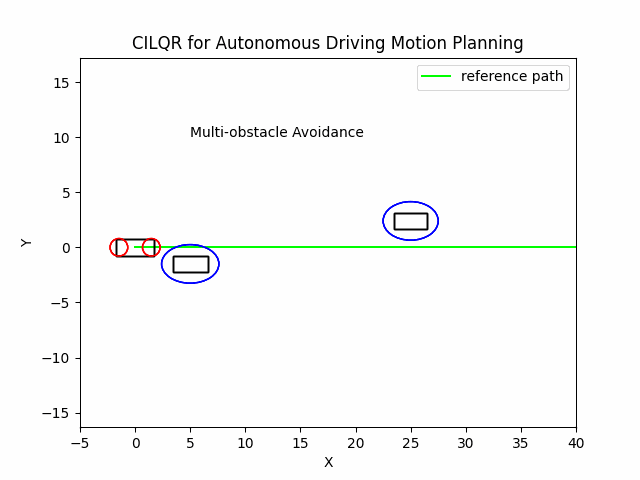 CILQR for Autonomous Driving Motion Planning
reference path
Multi-obstacle Avoidance
15
10
5
0
−5
−10
−15
Y
−5 0 5 10 15 20 25 30 35 40
X